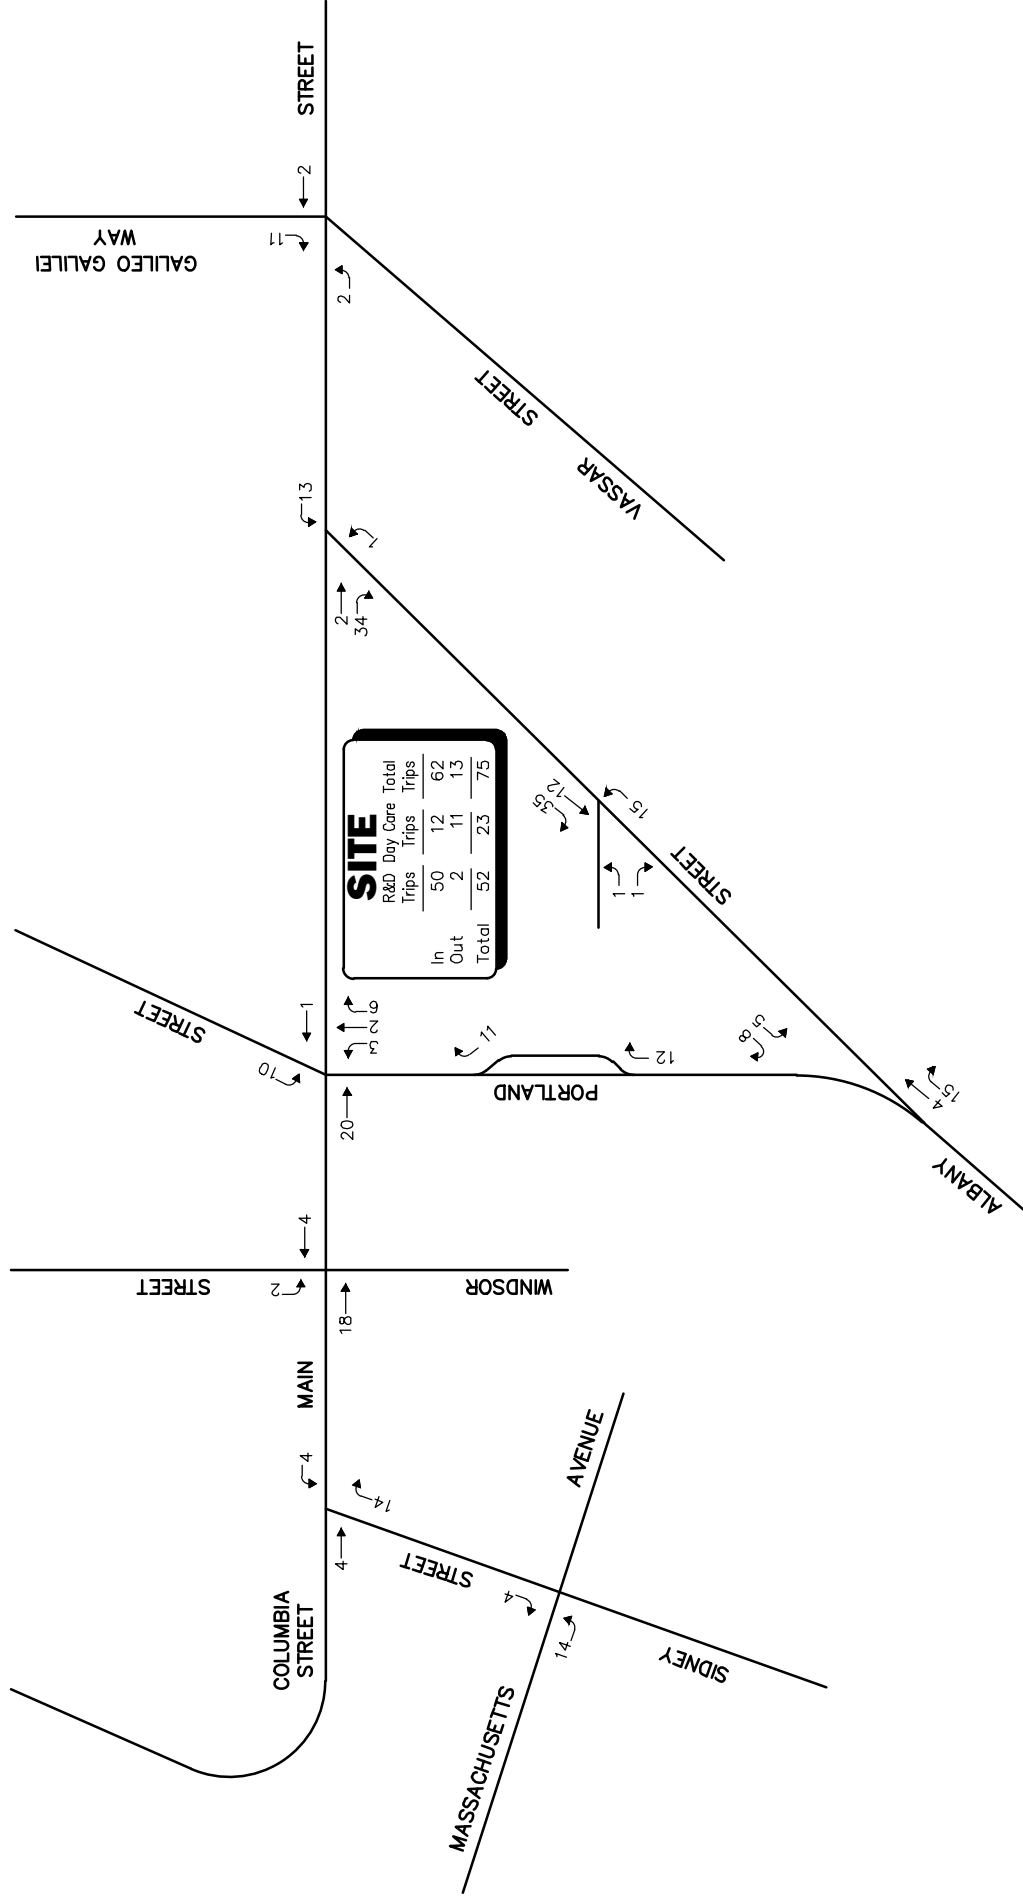 STREET
2
GALILEO GALILEI
WAY
11
2
STREET
VASSAR
13
1
2
34
SITE
R&D Day Care Total
Trips Trips Trips
In 50 12 62
Out 2 11 13
Total 52 23 75
12
35
15
1
1
STREET
STREET
10
1
6
2
3
20
11
12
PORTLAND
8
5
4
15
ALBANY
4
STREET
2
18
WINDSOR
MAIN
4
14
4
COLUMBIA
STREET
STREET
4
14
SIDNEY
MASSACHUSETTS
AVENUE